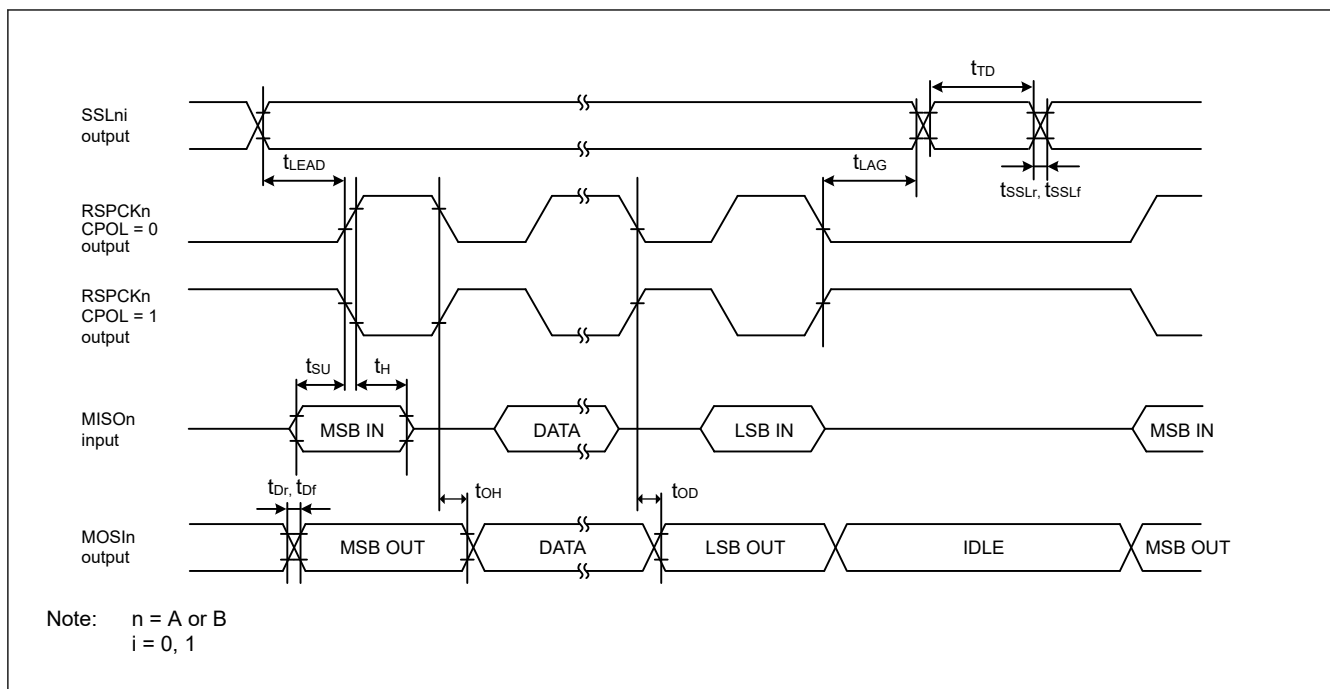 tTD
SSLni
output
tLEAD
tLAG
tSSLr, tSSLf
RSPCKn
CPOL = 0
output
RSPCKn
CPOL = 1
output
tSU
tH
MISOn
input
MSB IN
DATA
LSB IN
MSB IN
tDr, tDf
tOH
tOD
MOSIn
output
MSB OUT
DATA
LSB OUT
IDLE
MSB OUT
Note: n = A or B
i = 0, 1